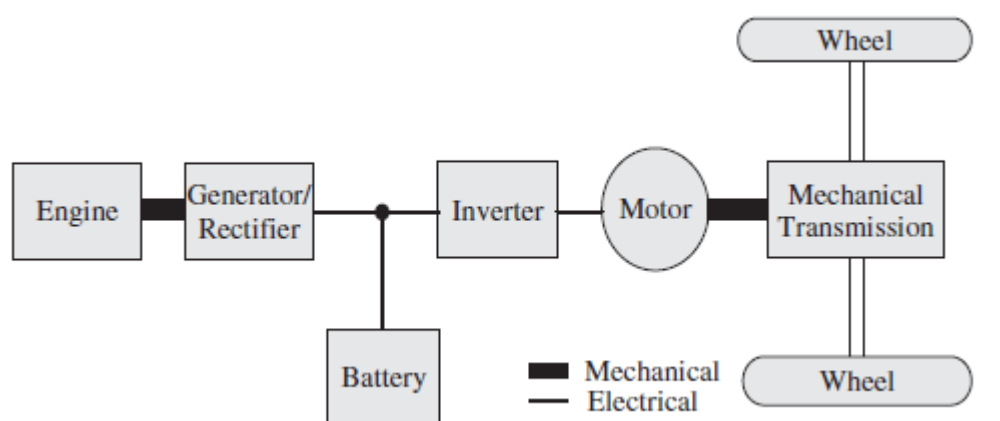 Wheel
Engine
Generator/
Rectifier
Inverter
Motor
Mechanical
Transmission
Battery
Mechanical
Electrical
Wheel